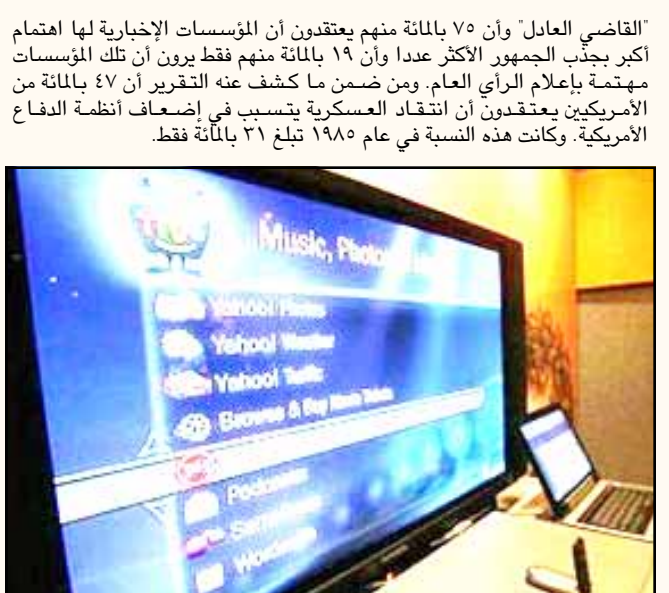 "القاضي العادل" وأن ٧٥ بالمائة منهم يعتقدون أن المؤسسات الإخبارية لها اهتمام
أكبر بجذب الجمهور الأكثر عددا وأن ١٩ بالمائة منهم فقط يرون أن تلك المؤسسات
مهتمة بإعلام الرأي العام. ومن ضمن ما كشف عنه التقرير أن ٤٧ بالمائة من
الأمريكيين يعتقدون أن انتقاد العسكرية يتسبب في إضعاف أنظمة الدفاع
الأمريكية. وكانت هذه النسبة في عام ١٩٨٥ تبلغ ٣١ بالمائة فقط.
Music, Photos
Yahoo! Photos
Yahoo! Weather
Yahoo! Traffic
Browse & Buy Movie Tickets
Podcasts